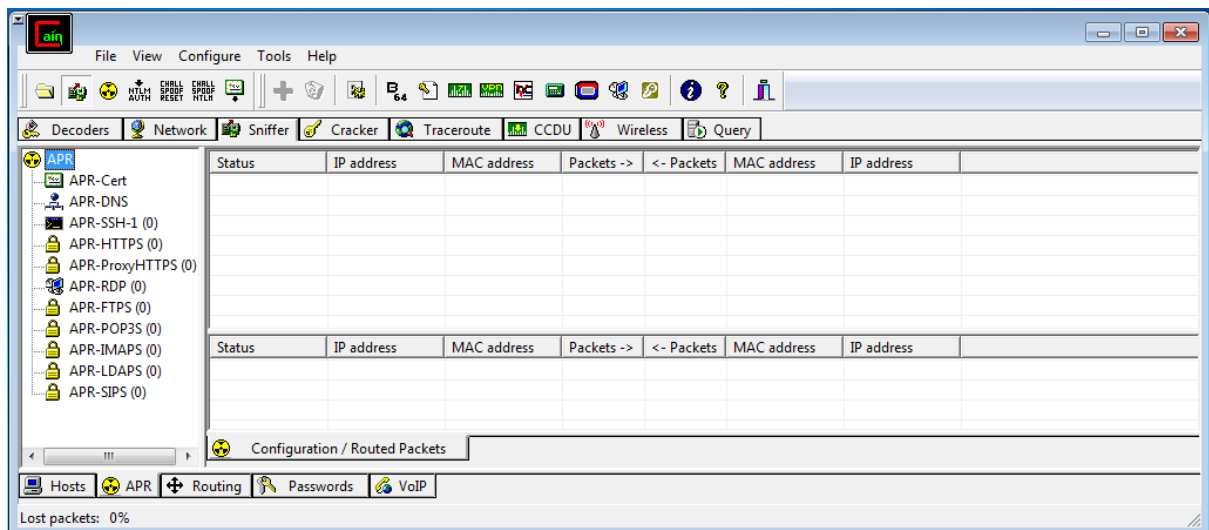 Cain
File View Configure Tools Help
NTLM AUTH CHALL SPOOF RESET CHALL SPOOF NTLM B64
Decoders Network Sniffer Cracker Traceroute CCDU Wireless Query
APR
APR-Cert
APR-DNS
APR-SSH-1 (0)
APR-HTTPS (0)
APR-ProxyHTTPS (0)
APR-RDP (0)
APR-FTPS (0)
APR-POP3S (0)
APR-IMAPS (0)
APR-LDAPS (0)
APR-SIPS (0)
Status IP address MAC address Packets -> <- Packets MAC address IP address
Status IP address MAC address Packets -> <- Packets MAC address IP address
Configuration / Routed Packets
Hosts APR Routing Passwords VoIP
Lost packets: 0%